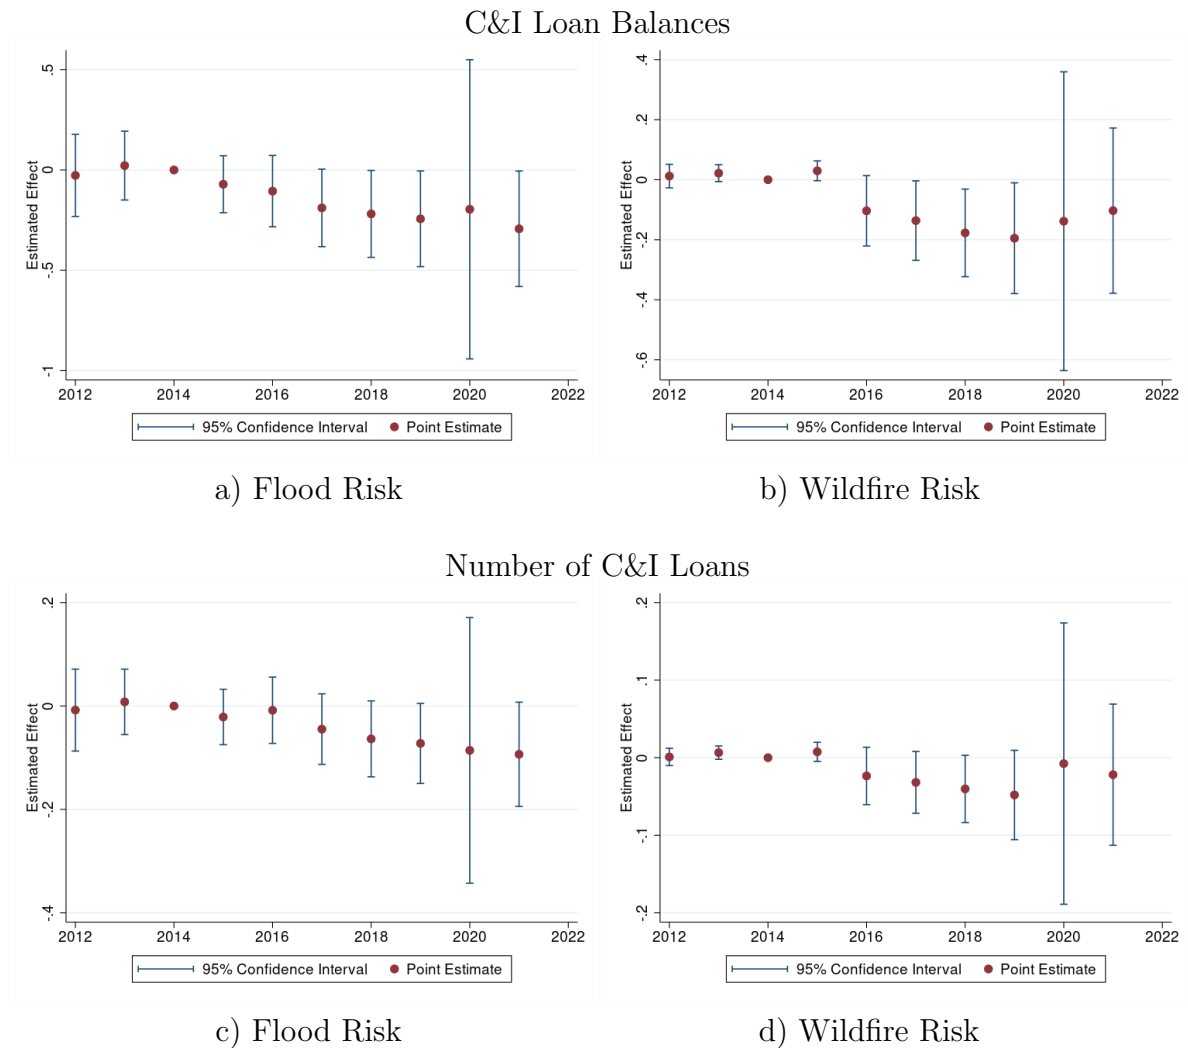 C&I Loan Balances
Estimated Effect
.5
0
-.5
-1
2012 2014 2016 2018 2020 2022
95% Confidence Interval Point Estimate
a) Flood Risk
Estimated Effect
.4
.2
0
-.2
-.4
-.6
2012 2014 2016 2018 2020 2022
95% Confidence Interval Point Estimate
b) Wildfire Risk
Number of C&I Loans
Estimated Effect
.2
0
-.2
-.4
2012 2014 2016 2018 2020 2022
95% Confidence Interval Point Estimate
c) Flood Risk
Estimated Effect
.2
.1
0
-.1
-.2
2012 2014 2016 2018 2020 2022
95% Confidence Interval Point Estimate
d) Wildfire Risk